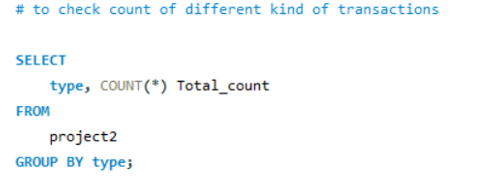 # to check count of different kind of transactions
SELECT
type, COUNT(*) Total_count
FROM
project2
GROUP BY type;